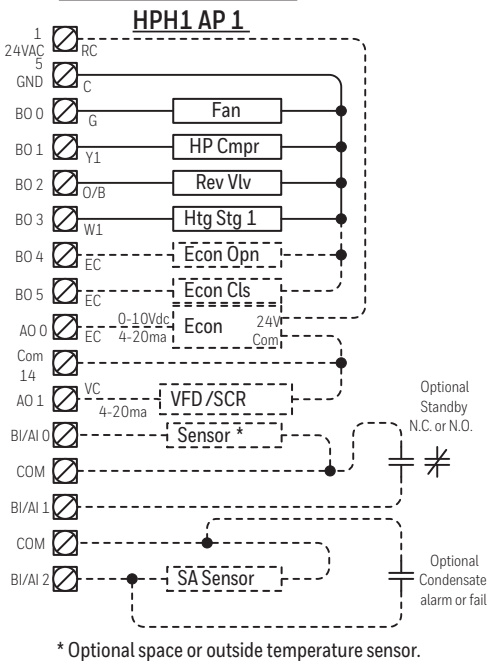 HPH1 AP 1
1
24VAC
RC
5
GND
C
BO 0
G
Fan
BO 1
Y1
HP Cmpr
BO 2
O/B
Rev Vlv
BO 3
W1
Htg Stg 1
BO 4
EC
Econ Opn
BO 5
EC
Econ Cls
AO 0
EC
0-10Vdc
4-20ma
Econ
24V
Com
Com
14
AO 1
VC
4-20ma
VFD/SCR
Optional
Standby
N.C. or N.O.
BI/AI 0
Sensor *
COM
BI/AI 1
COM
BI/AI 2
SA Sensor
Optional
Condensate
alarm or fail
* Optional space or outside temperature sensor.